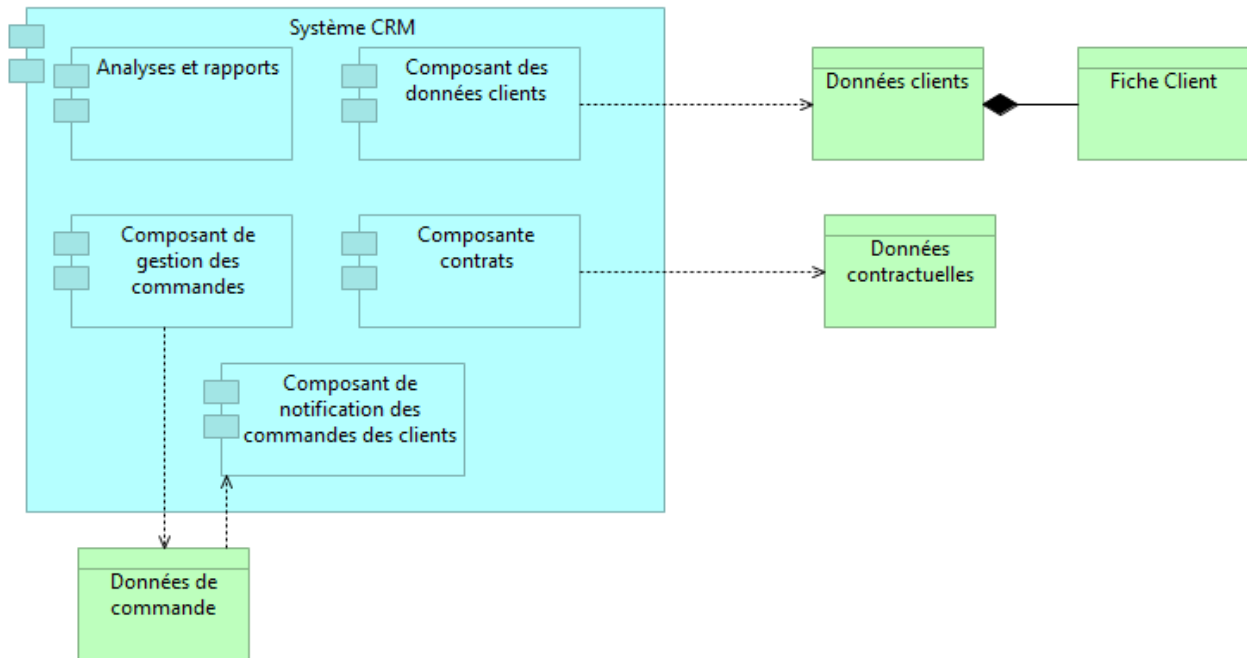 Système CRM
Analyses et rapports
Composant des
données clients
Données clients
Fiche Client
Composant de
gestion des
commandes
Composante
contrats
Données
contractuelles
Composant de
notification des
commandes des clients
Données de
commande